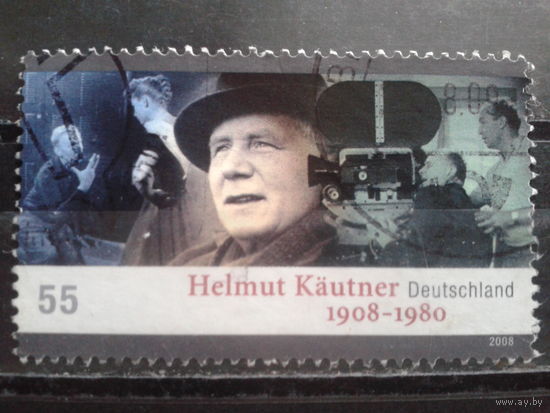 55
Helmut Käutner Deutschland
1908-1980
2008
www.ay.by